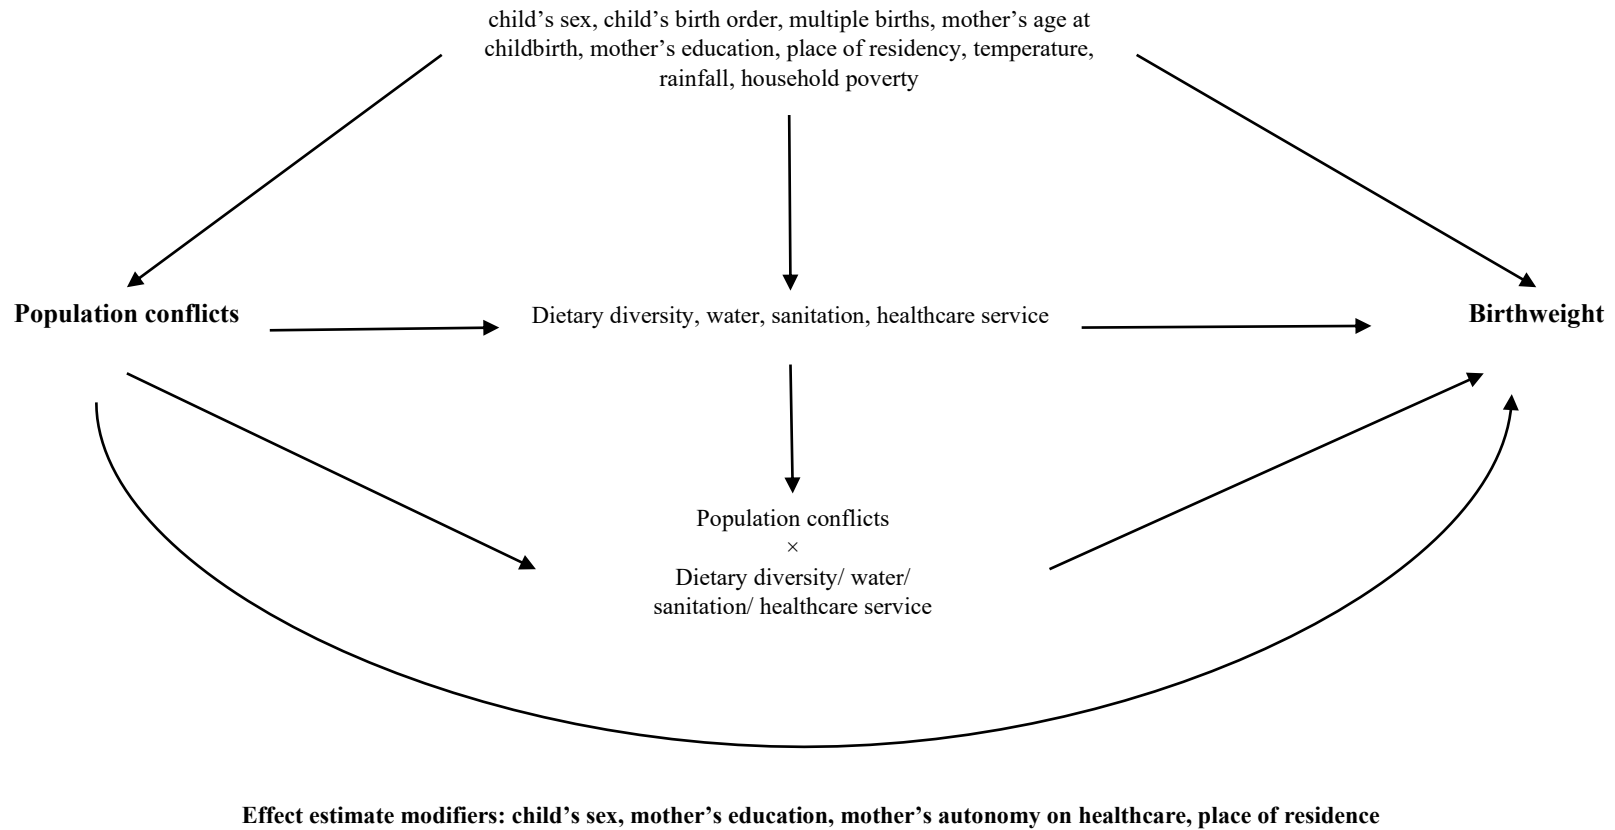 child’s sex, child’s birth order, multiple births, mother’s age at
childbirth, mother’s education, place of residency, temperature,
rainfall, household poverty
Population conflicts
Dietary diversity, water, sanitation, healthcare service
Birthweight
Population conflicts
×
Dietary diversity/ water/
sanitation/ healthcare service
Effect estimate modifiers: child’s sex, mother’s education, mother’s autonomy on healthcare, place of residence